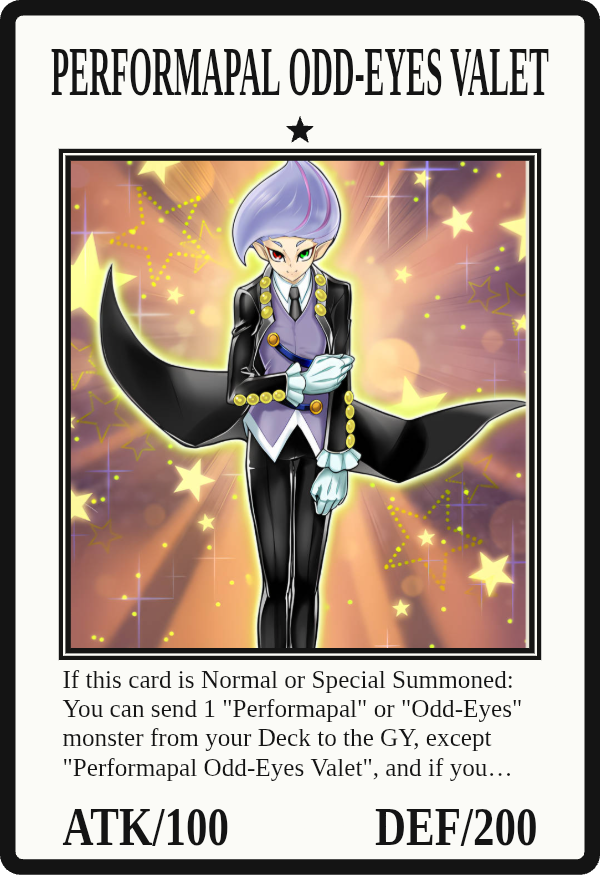 PERFORMAPAL ODD-EYES VALET
If this card is Normal or Special Summoned:
You can send 1 "Performapal" or "Odd-Eyes"
monster from your Deck to the GY, except
"Performapal Odd-Eyes Valet", and if you…
ATK/100 DEF/200